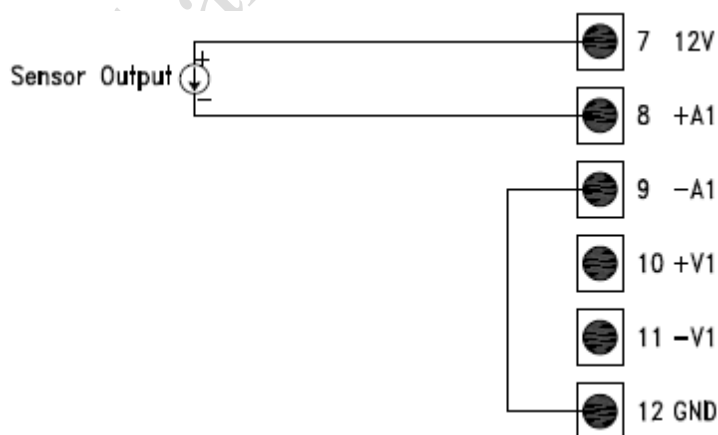 7 12V
Sensor Output
8 +A1
9 -A1
10 +V1
11 -V1
12 GND